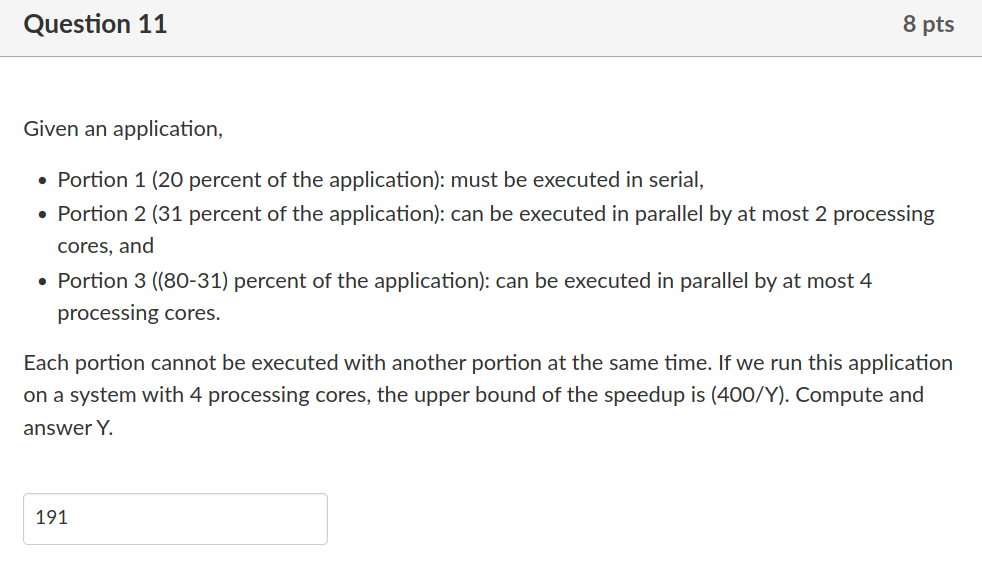 Question 11
8 pts
Given an application,
• Portion 1 (20 percent of the application): must be executed in serial,
• Portion 2 (31 percent of the application): can be executed in parallel by at most 2 processing
cores, and
• Portion 3 ((80-31) percent of the application): can be executed in parallel by at most 4
processing cores.
Each portion cannot be executed with another portion at the same time. If we run this application
on a system with 4 processing cores, the upper bound of the speedup is (400/Y). Compute and
answer Y.
191